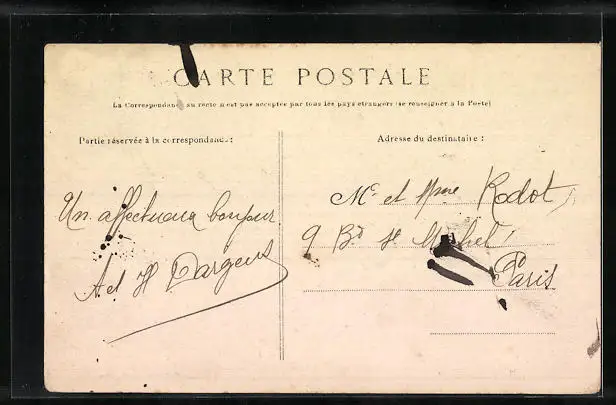 CARTE POSTALE
La Correspondance au recto n'est pas acceptée par tous les pays étrangers (se renseigner à la Poste)
Partie réservée à la correspondance :
Adresse du destinataire :
Un affectueux bonjour
A et H Dargens
Mr et Mme Rodot
9 Bd St Michel
Paris